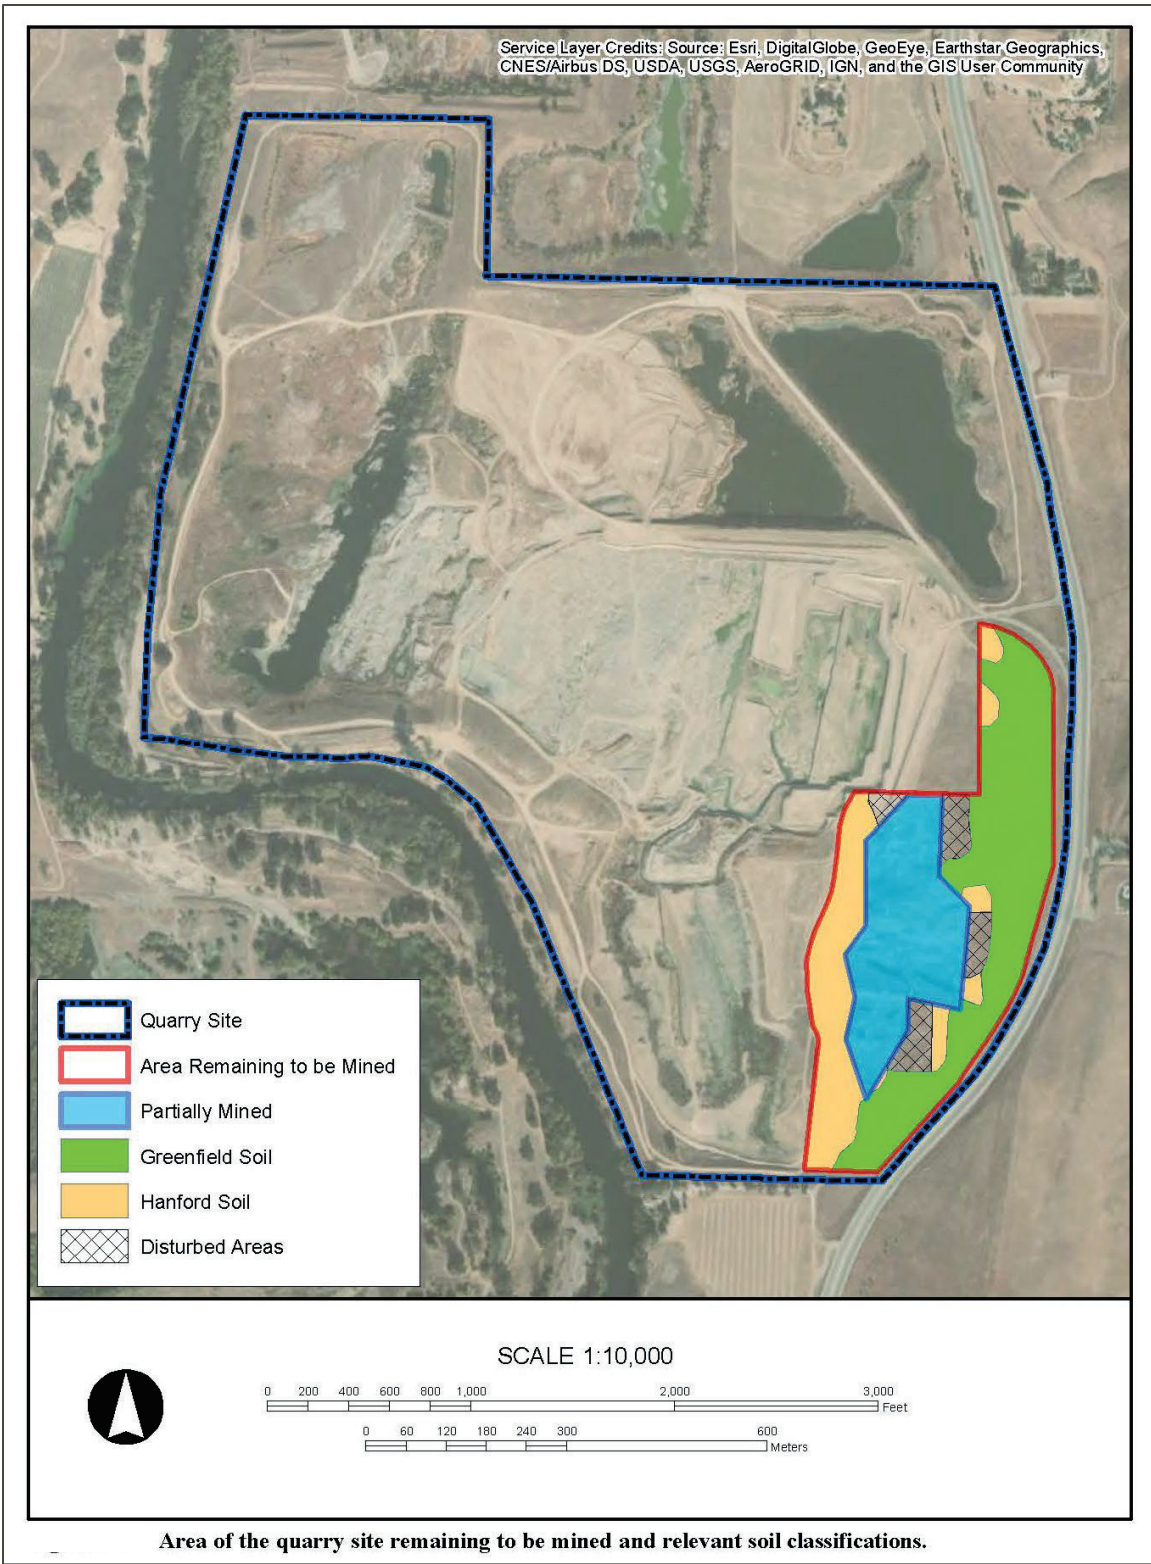 Service Layer Credits: Source: Esri, DigitalGlobe, GeoEye, Earthstar Geographics,
CNES/Airbus DS, USDA, USGS, AeroGRID, IGN, and the GIS User Community
Quarry Site
Area Remaining to be Mined
Partially Mined
Greenfield Soil
Hanford Soil
Disturbed Areas
SCALE 1:10,000
0 200 400 600 800 1,000 2,000 3,000
Feet
0 60 120 180 240 300 600
Meters
Area of the quarry site remaining to be mined and relevant soil classifications.